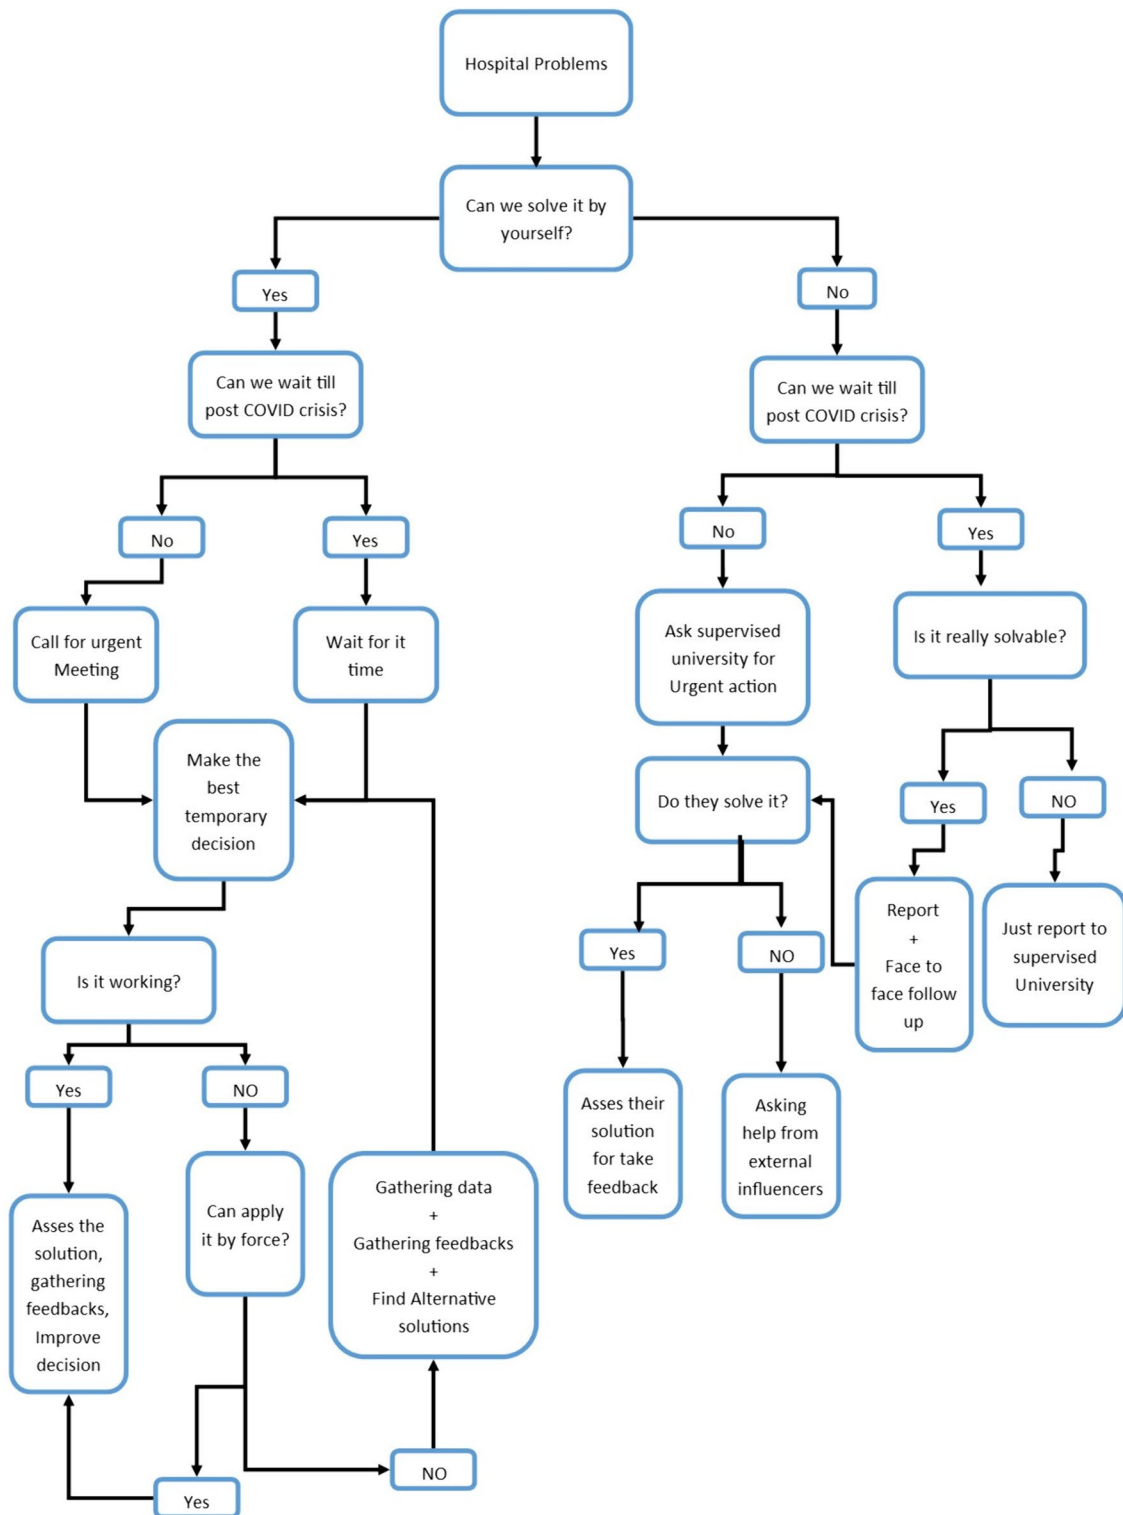 Hospital Problems
Can we solve it by
yourself?
Yes
No
Can we wait till
post COVID crisis?
Can we wait till
post COVID crisis?
No
Yes
No
Yes
Call for urgent
Meeting
Wait for it
time
Ask supervised
university for
Urgent action
Is it really solvable?
Make the
best
temporary
decision
Do they solve it?
Yes
NO
Report
+
Face to
face follow
up
Just report to
supervised
University
Is it working?
Yes
NO
Yes
NO
Asses their
solution
for take
feedback
Asking
help from
external
influencers
Asses the
solution,
gathering
feedbacks,
Improve
decision
Can apply
it by force?
Gathering data
+
Gathering feedbacks
+
Find Alternative
solutions
NO
Yes